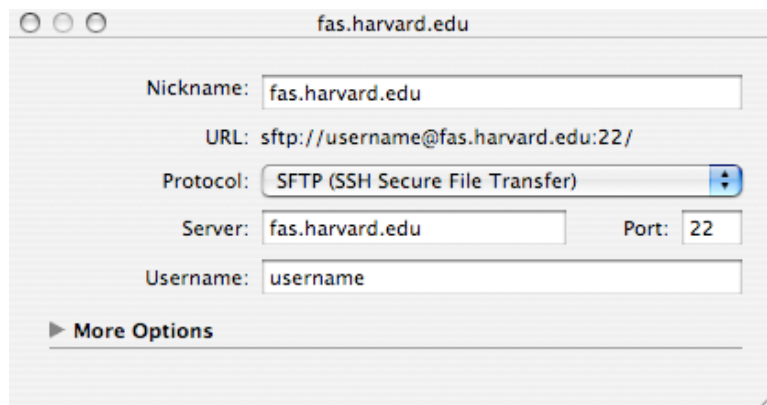 fas.harvard.edu
Nickname: fas.harvard.edu
URL: sftp://username@fas.harvard.edu:22/
Protocol: SFTP (SSH Secure File Transfer)
Server: fas.harvard.edu Port: 22
Username: username
More Options